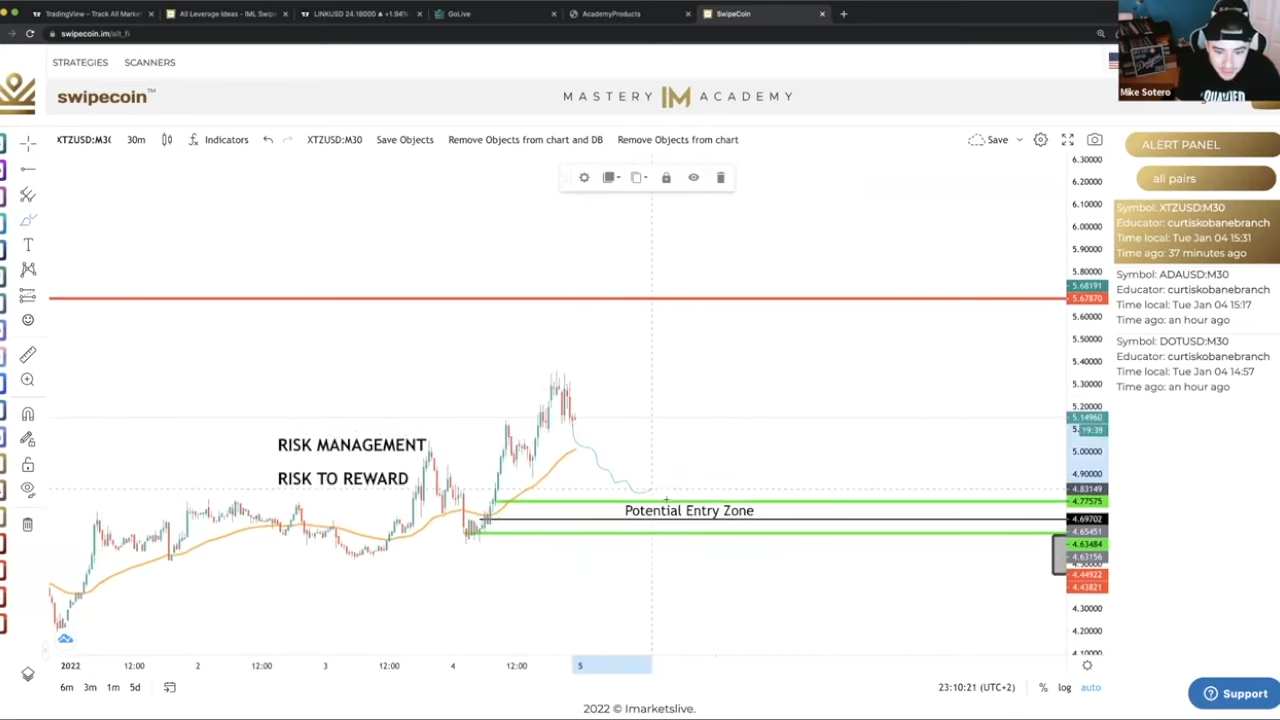 TradingView – Track All Market
All Leverage Ideas - IML Swipe
LINKUSD 24.18000 ▲ +1.94%
GoLive
AcademyProducts
SwipeCoin
swipecoin.im/alt_fi
STRATEGIES SCANNERS
swipecoin™
MASTERY IM ACADEMY
Mike Sotero
XTZUSD:M30 30m Indicators XTZUSD:M30 Save Objects Remove Objects from chart and DB Remove Objects from chart Save
ALERT PANEL
all pairs
Symbol: XTZUSD:M30
Educator: curtiskobanebranch
Time local: Tue Jan 04 15:31
Time ago: 37 minutes ago
Symbol: ADAUSD:M30
Educator: curtiskobanebranch
Time local: Tue Jan 04 15:17
Time ago: an hour ago
Symbol: DOTUSD:M30
Educator: curtiskobanebranch
Time local: Tue Jan 04 14:57
Time ago: an hour ago
6.30000
6.20000
6.10000
6.00000
5.90000
5.80000
5.68191
5.67870
5.60000
5.50000
5.40000
5.30000
5.20000
5.14960
19:38
5.00000
4.90000
4.83149
4.77575
4.69702
4.65451
4.63484
4.63156
4.44922
4.43821
4.30000
4.20000
4.10000
RISK MANAGEMENT
RISK TO REWARD
Potential Entry Zone
2022 12:00 2 12:00 3 12:00 4 12:00 5
6m 3m 1m 5d
23:10:21 (UTC+2) % log auto
Support
2022 © Imarketslive.